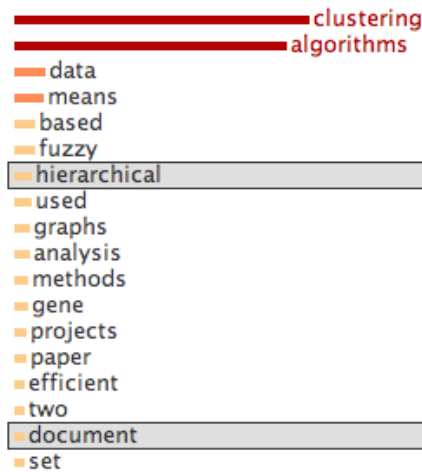 clustering
algorithms
data
means
based
fuzzy
hierarchical
used
graphs
analysis
methods
gene
projects
paper
efficient
two
document
set